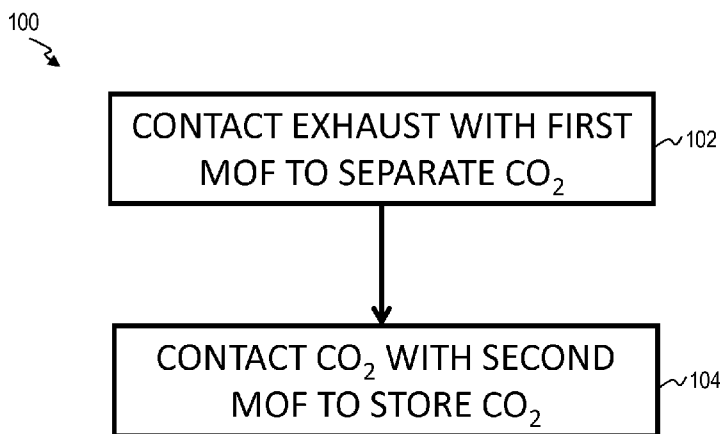 100
CONTACT EXHAUST WITH FIRST
MOF TO SEPARATE CO₂
102
CONTACT CO₂ WITH SECOND
MOF TO STORE CO₂
104